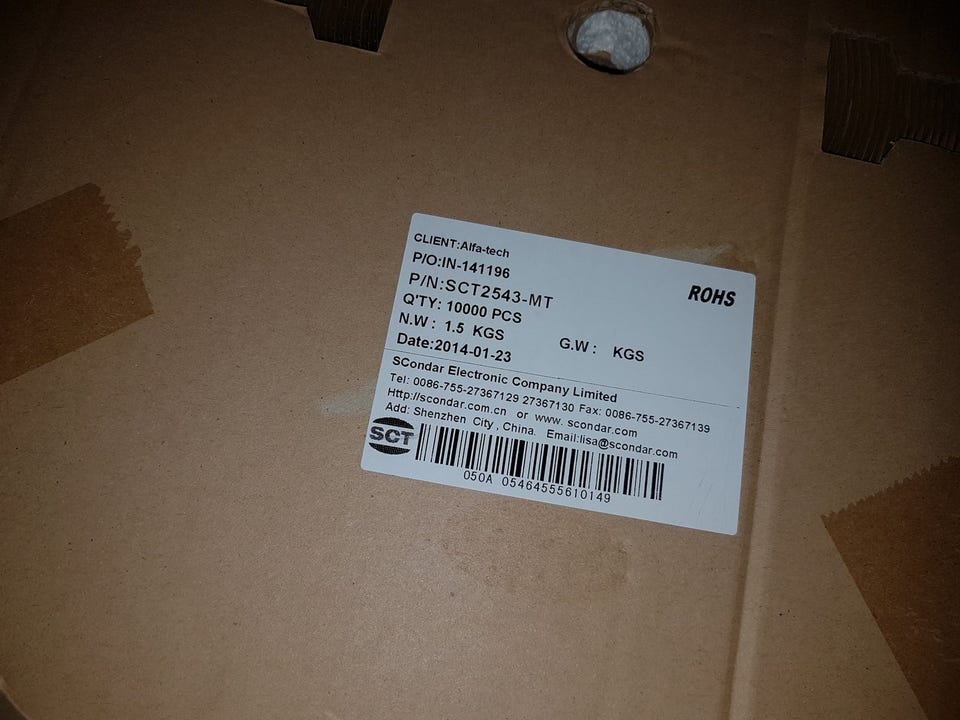 CLIENT:Alfa-tech
P/O:IN-141196
P/N:SCT2543-MT
ROHS
Q'TY: 10000 PCS
N.W : 1.5 KGS G.W : KGS
Date:2014-01-23
SCondar Electronic Company Limited
Tel: 0086-755-27367129 27367130 Fax: 0086-755-27367139
Http://scondar.com.cn or www. scondar.com
Add: Shenzhen City , China. Email:lisa@scondar.com
SCT
050A 05464555610149